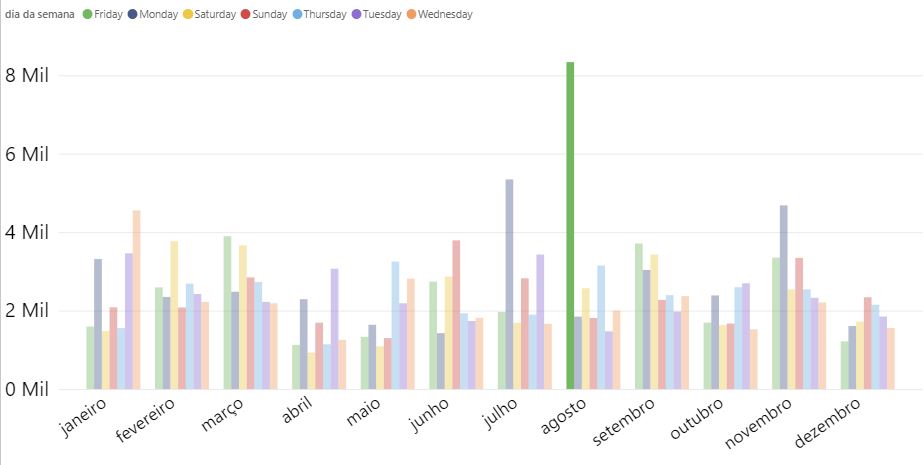 dia da semana Friday Monday Saturday Sunday Thursday Tuesday Wednesday
8 Mil
6 Mil
4 Mil
2 Mil
0 Mil
janeiro fevereiro março abril maio junho julho agosto setembro outubro novembro dezembro